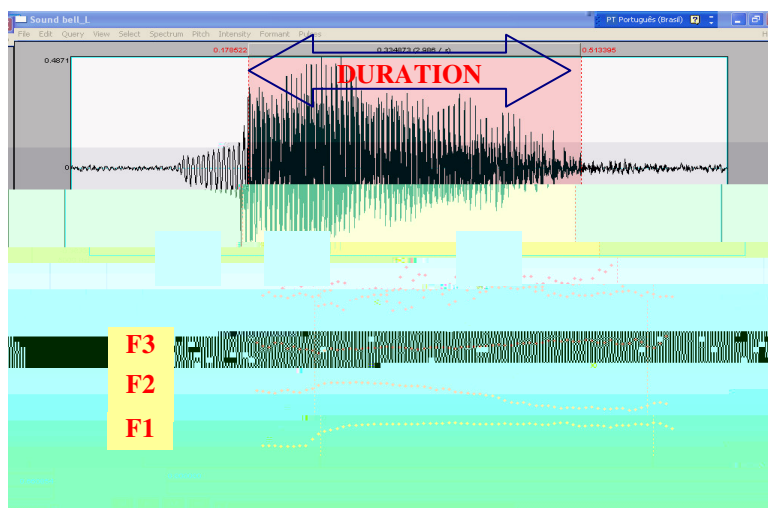 Sound bell_L
PT Português (Brasil)
File Edit Query View Select Spectrum Pitch Intensity Formant Pulses
0.178522
0.334873 (2.986 / s)
0.513395
0.4871
DURATION
0
F3
F2
F1